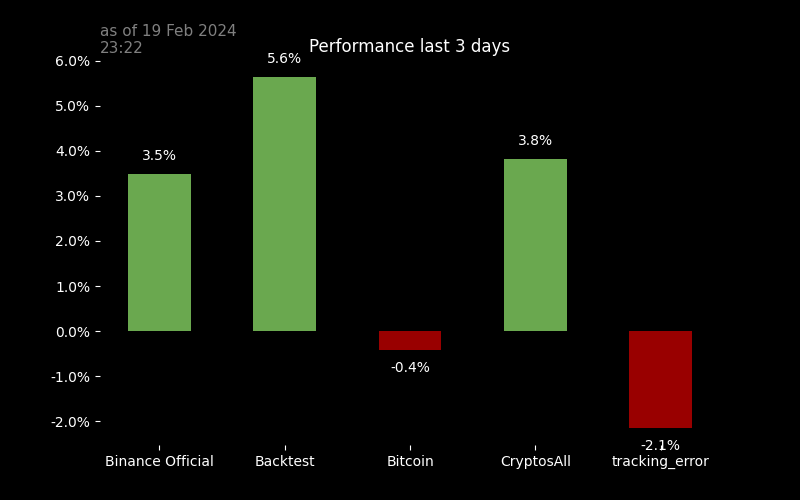 as of 19 Feb 2024
23:22
Performance last 3 days
6.0%
5.0%
4.0%
3.0%
2.0%
1.0%
0.0%
-1.0%
-2.0%
3.5%
5.6%
-0.4%
3.8%
-2.1%
Binance Official
Backtest
Bitcoin
CryptosAll
tracking_error